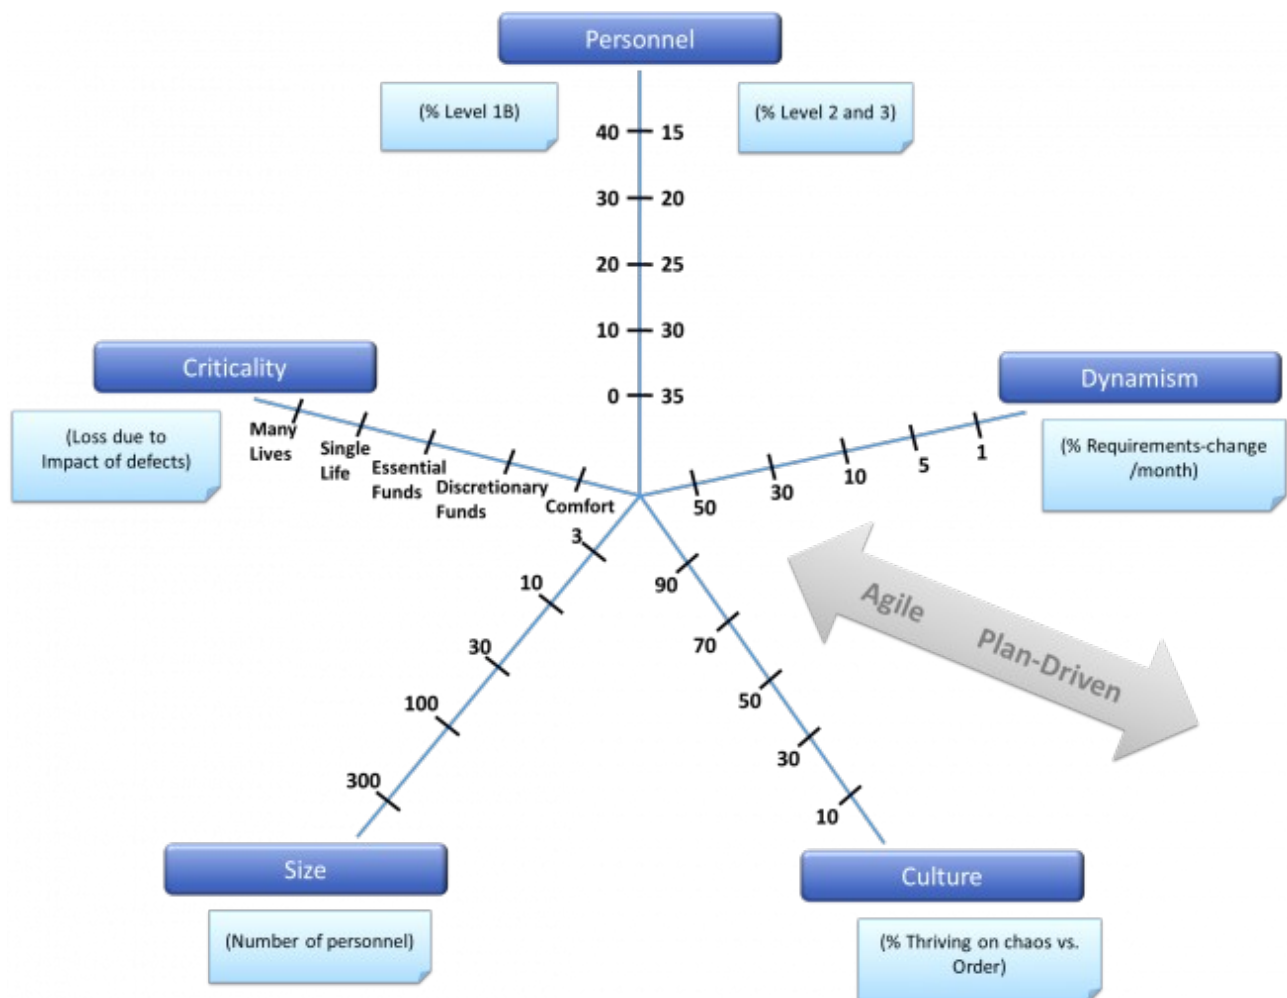 Personnel
(% Level 1B)
(% Level 2 and 3)
40 15
30 20
20 25
10 30
0 35
Criticality
(Loss due to
Impact of defects)
Many
Lives
Single
Life
Essential
Funds
Discretionary
Funds
Comfort
Dynamism
(% Requirements-change
/month)
50
30
10
5
1
3
10
30
100
300
Size
(Number of personnel)
90
70
50
30
10
Culture
(% Thriving on chaos vs.
Order)
Agile
Plan-Driven